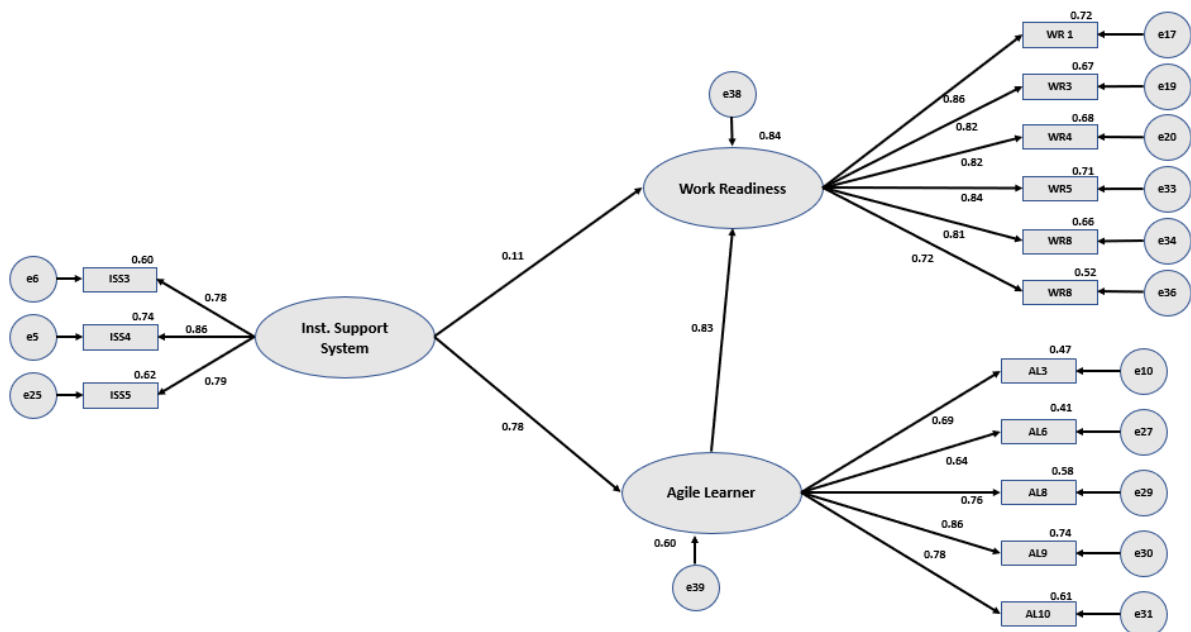 0.72
WR 1
e17
0.86
0.67
WR3
e19
0.82
0.68
WR4
e20
0.82
0.71
WR5
e33
0.84
0.66
WR8
e34
0.81
0.52
WR8
e36
0.72
e38
0.84
Work Readiness
0.11
0.83
0.78
e6
0.60
ISS3
0.78
e5
0.74
ISS4
0.86
e25
0.62
ISS5
0.79
Inst. Support
System
Agile Learner
0.60
e39
0.47
AL3
e10
0.69
0.41
AL6
e27
0.64
0.58
AL8
e29
0.76
0.74
AL9
e30
0.86
0.61
AL10
e31
0.78